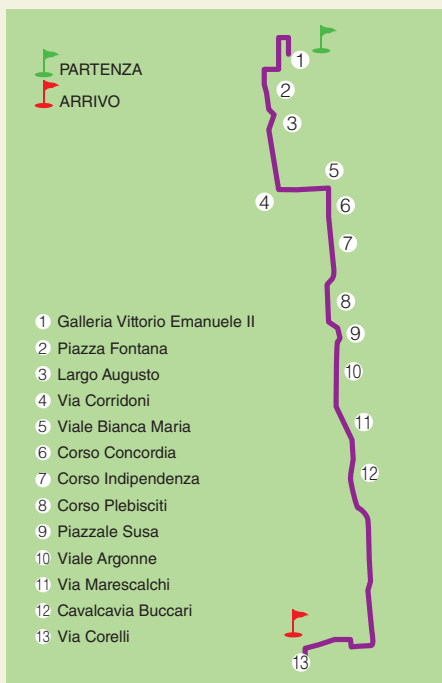 PARTENZA
ARRIVO
1
2
3
4
5
6
7
8
9
10
11
12
13
1 Galleria Vittorio Emanuele II
2 Piazza Fontana
3 Largo Augusto
4 Via Corridoni
5 Viale Bianca Maria
6 Corso Concordia
7 Corso Indipendenza
8 Corso Plebisciti
9 Piazzale Susa
10 Viale Argonne
11 Via Marescalchi
12 Cavalcavia Buccari
13 Via Corelli